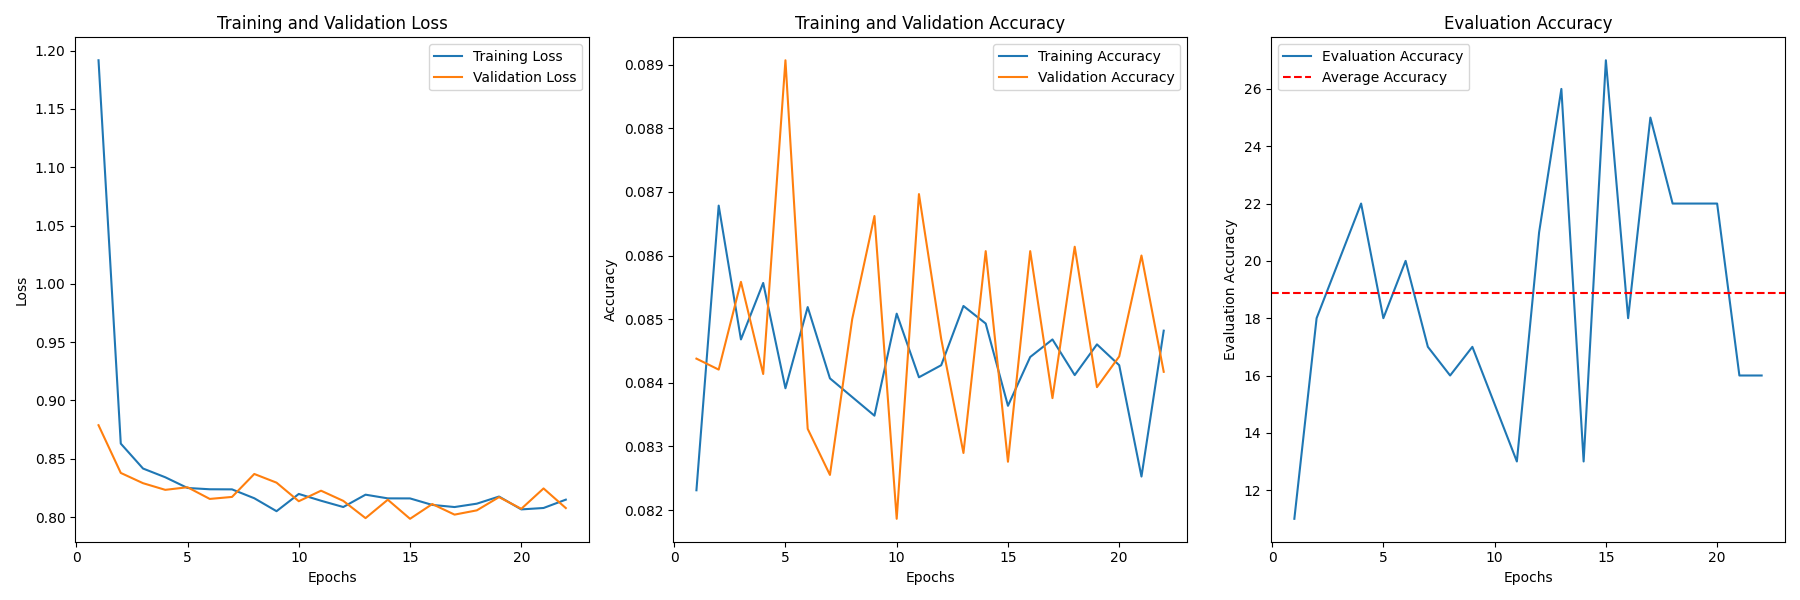 Training and Validation Loss
Training Loss
Validation Loss
1.20
1.15
1.10
1.05
1.00
0.95
0.90
0.85
0.80
Loss
0 5 10 15 20
Epochs
Training and Validation Accuracy
Training Accuracy
Validation Accuracy
0.089
0.088
0.087
0.086
0.085
0.084
0.083
0.082
Accuracy
0 5 10 15 20
Epochs
Evaluation Accuracy
Evaluation Accuracy
Average Accuracy
26
24
22
20
18
16
14
12
Evaluation Accuracy
0 5 10 15 20
Epochs